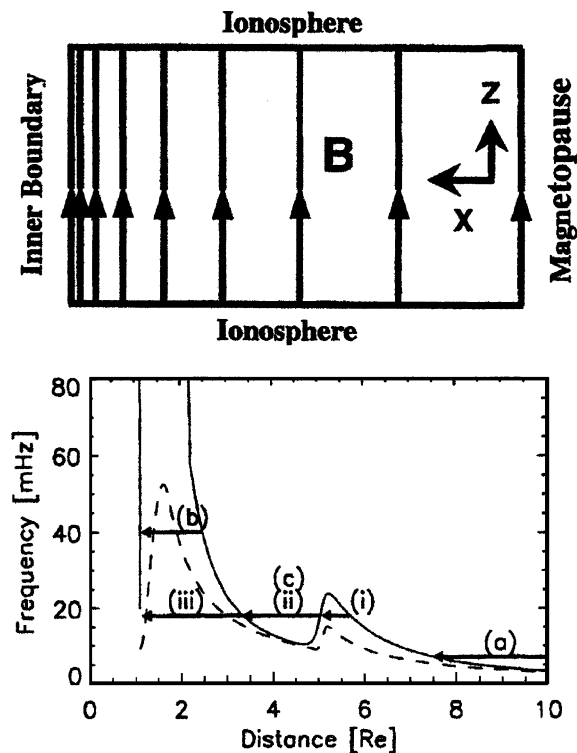 Ionosphere
Inner Boundary
B
Z
X
Magnetopause
Ionosphere
Frequency [mHz]
80
60
40
20
0
(b)
(c)
(iii)
(ii)
(i)
(a)
0 2 4 6 8 10
Distance [Re]